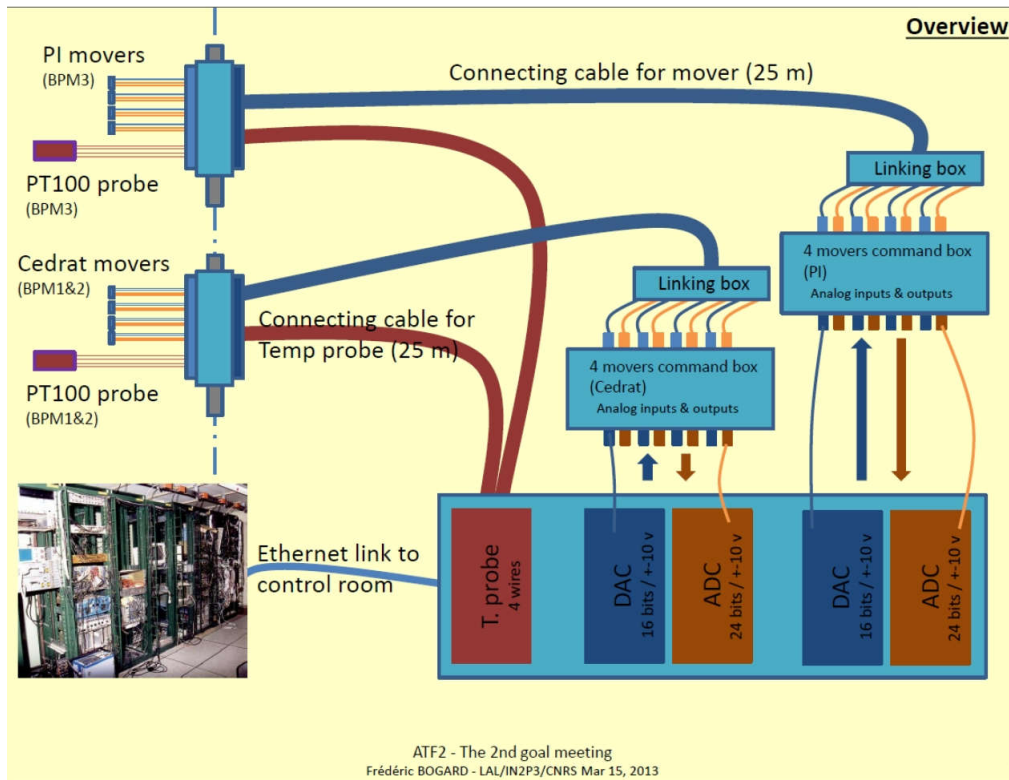 Overview
PI movers
(BPM3)
Connecting cable for mover (25 m)
PT100 probe
(BPM3)
Linking box
4 movers command box
(PI)
Analog inputs & outputs
Cedrat movers
(BPM1&2)
Linking box
Connecting cable for
Temp probe (25 m)
4 movers command box
(Cedrat)
Analog inputs & outputs
PT100 probe
(BPM1&2)
Ethernet link to
control room
T. probe
4 wires
DAC
16 bits / +-10 v
ADC
24 bits / +-10 v
DAC
16 bits / +-10 v
ADC
24 bits / +-10 v
ATF2 - The 2nd goal meeting
Frédéric BOGARD - LAL/IN2P3/CNRS Mar 15, 2013